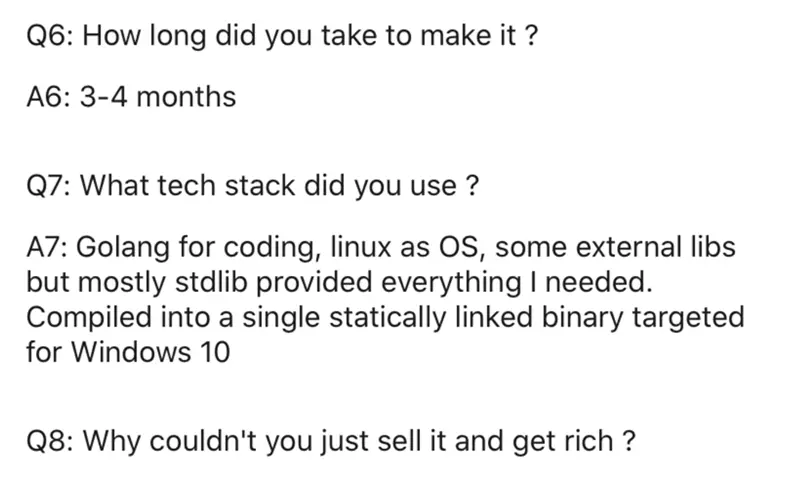 Q6: How long did you take to make it ?
A6: 3-4 months
Q7: What tech stack did you use ?
A7: Golang for coding, linux as OS, some external libs
but mostly stdlib provided everything I needed.
Compiled into a single statically linked binary targeted
for Windows 10
Q8: Why couldn't you just sell it and get rich ?